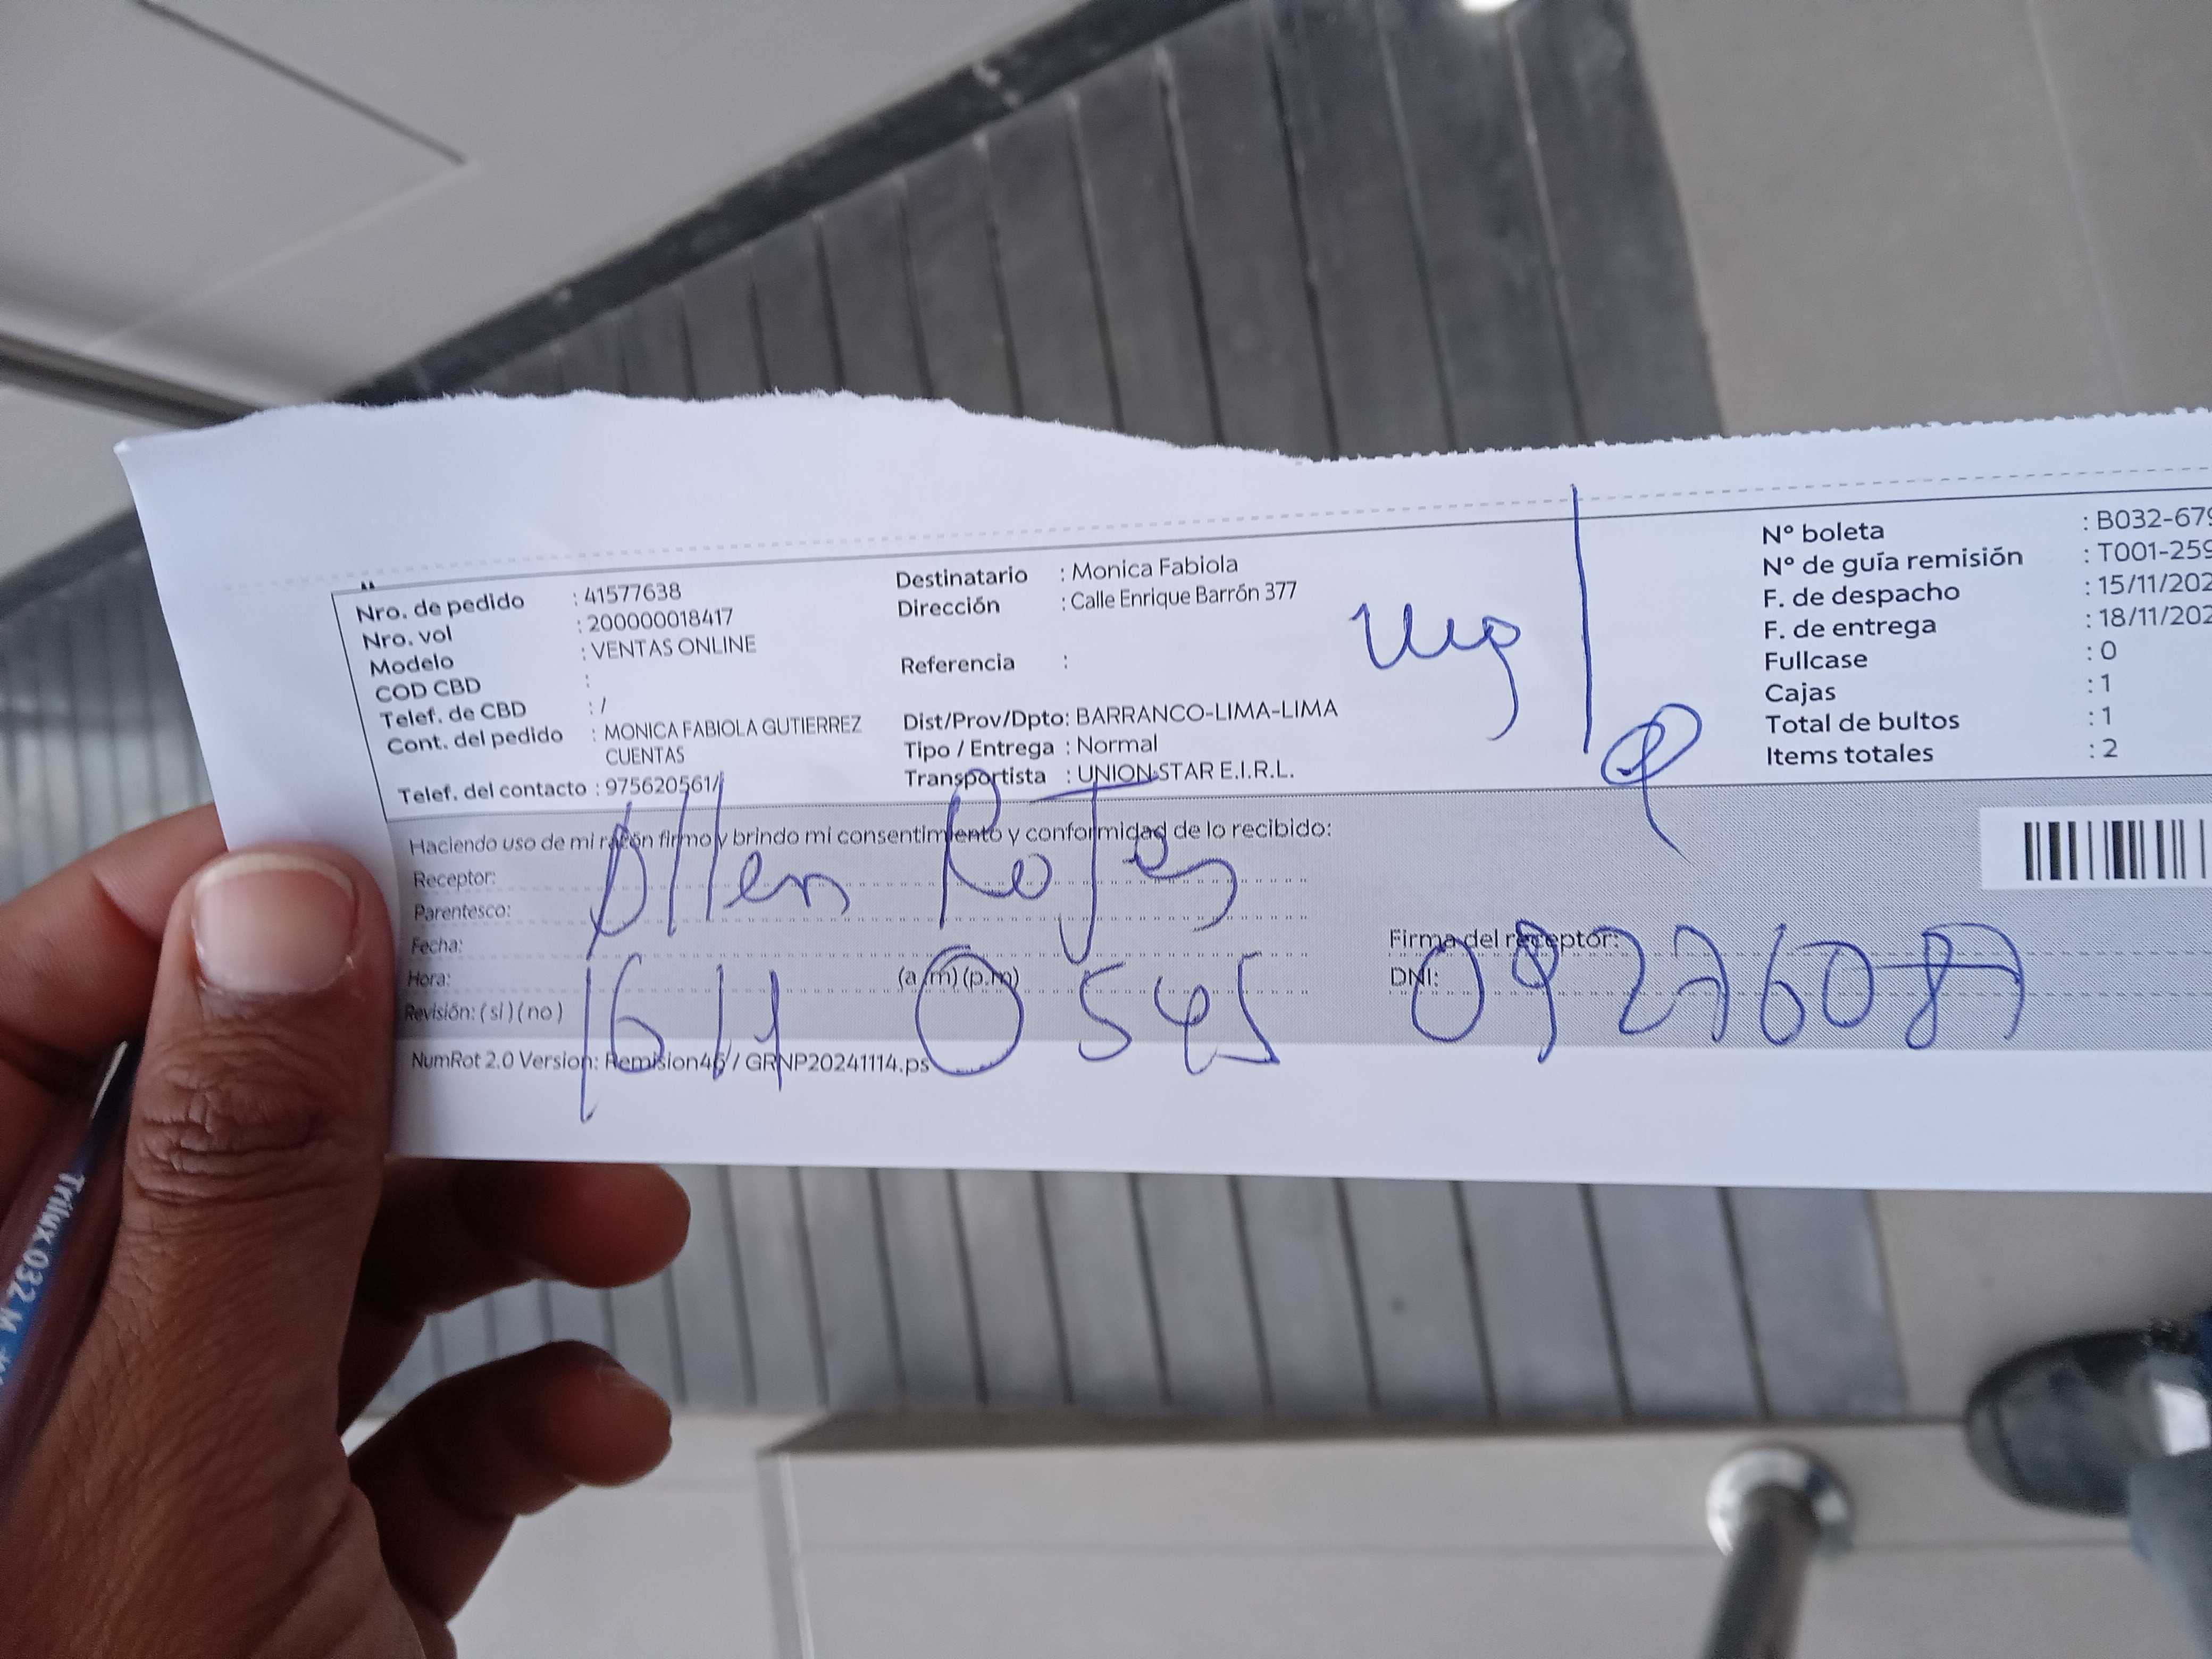 Nro. de pedido : 41577638
Nro. vol : 200000018417
Modelo : VENTAS ONLINE
COD CBD :
Telef. de CBD : /
Cont. del pedido : MONICA FABIOLA GUTIERREZ
CUENTAS
Telef. del contacto : 975620561/
Destinatario : Monica Fabiola
Dirección : Calle Enrique Barrón 377
Referencia :
Dist/Prov/Dpto: BARRANCO-LIMA-LIMA
Tipo / Entrega : Normal
Transportista : UNION STAR E.I.R.L.
N° boleta : B032-679
N° de guía remisión : T001-259
F. de despacho : 15/11/202
F. de entrega : 18/11/202
Fullcase : 0
Cajas : 1
Total de bultos : 1
Items totales : 2
Haciendo uso de mi razón firmo y brindo mi consentimiento y conformidad de lo recibido:
Receptor: Allen Rojas
Parentesco:
Fecha:
Hora: (a.m) (p.m)
Revisión: ( si ) ( no )
16 11 0545
Firma del receptor:
DNI: 09276087
NumRot 2.0 Version: Remision46 / GRNP20241114.ps
Trilux 032 M